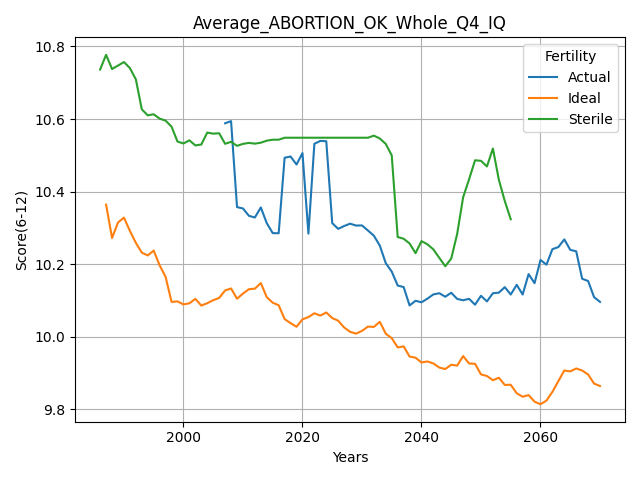 Average_ABORTION_OK_Whole_Q4_IQ
Fertility
Actual
Ideal
Sterile
Score(6-12)
10.8
10.6
10.4
10.2
10.0
9.8
2000
2020
2040
2060
Years